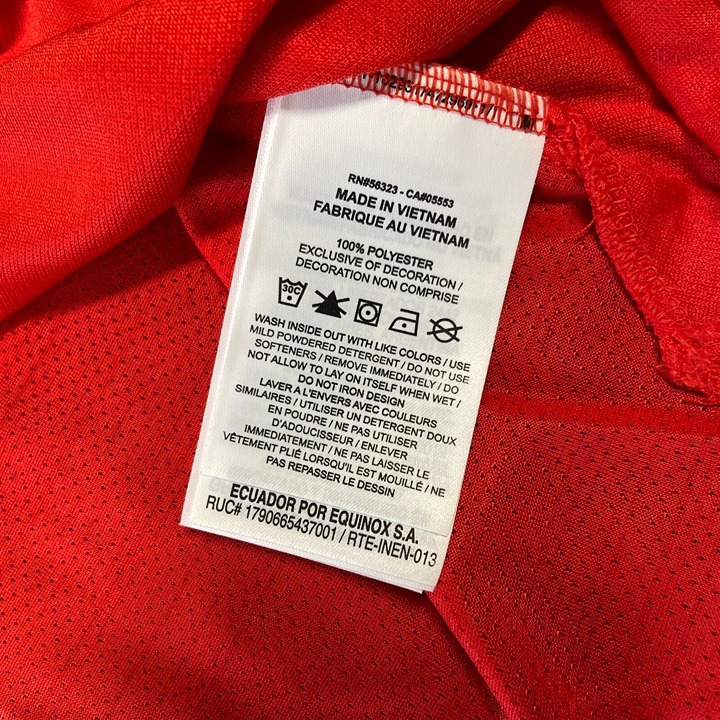 RN#56323 - CA#05553
MADE IN VIETNAM
FABRIQUE AU VIETNAM
100% POLYESTER
EXCLUSIVE OF DECORATION /
DECORATION NON COMPRISE
30C
WASH INSIDE OUT WITH LIKE COLORS / USE
MILD POWDERED DETERGENT / DO NOT USE
SOFTENERS / REMOVE IMMEDIATELY / DO
NOT ALLOW TO LAY ON ITSELF WHEN WET /
DO NOT IRON DESIGN
LAVER À L'ENVERS AVEC COULEURS
SIMILAIRES / UTILISER UN DETERGENT DOUX
EN POUDRE / NE PAS UTILISER
D'ADOUCISSEUR / ENLEVER
IMMEDIATEMENT / NE PAS LAISSER LE
VÊTEMENT PLIÉ LORSQU'IL EST MOUILLÉ / NE
PAS REPASSER LE DESSIN
ECUADOR POR EQUINOX S.A.
RUC# 1790665437001 / RTE-INEN-013